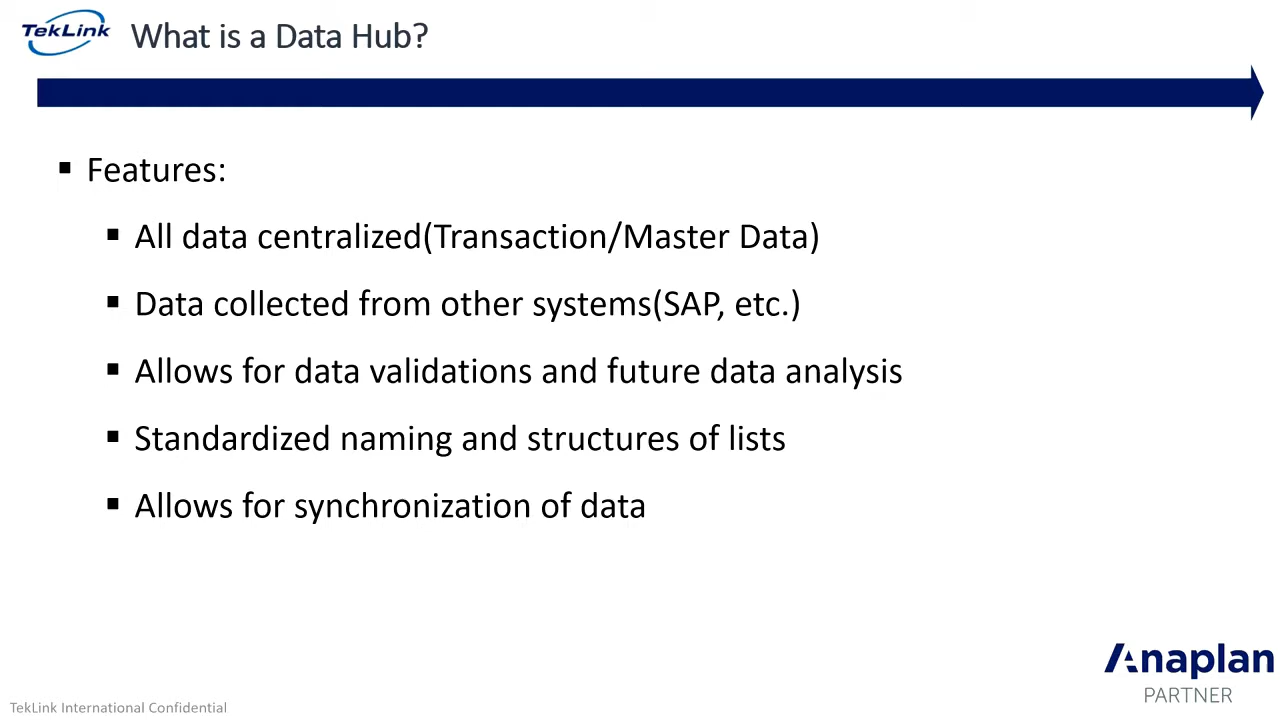 TekLink
What is a Data Hub?
▪ Features:
▪ All data centralized(Transaction/Master Data)
▪ Data collected from other systems(SAP, etc.)
▪ Allows for data validations and future data analysis
▪ Standardized naming and structures of lists
▪ Allows for synchronization of data
Anaplan
PARTNER
TekLink International Confidential